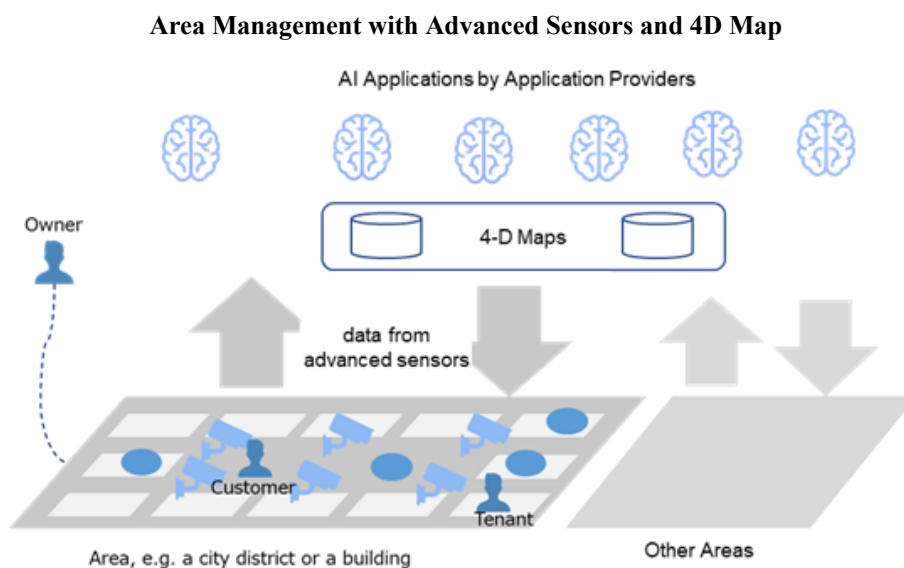 Area Management with Advanced Sensors and 4D Map
AI Applications by Application Providers
Owner
4-D Maps
data from
advanced sensors
Customer
Tenant
Area, e.g. a city district or a building
Other Areas